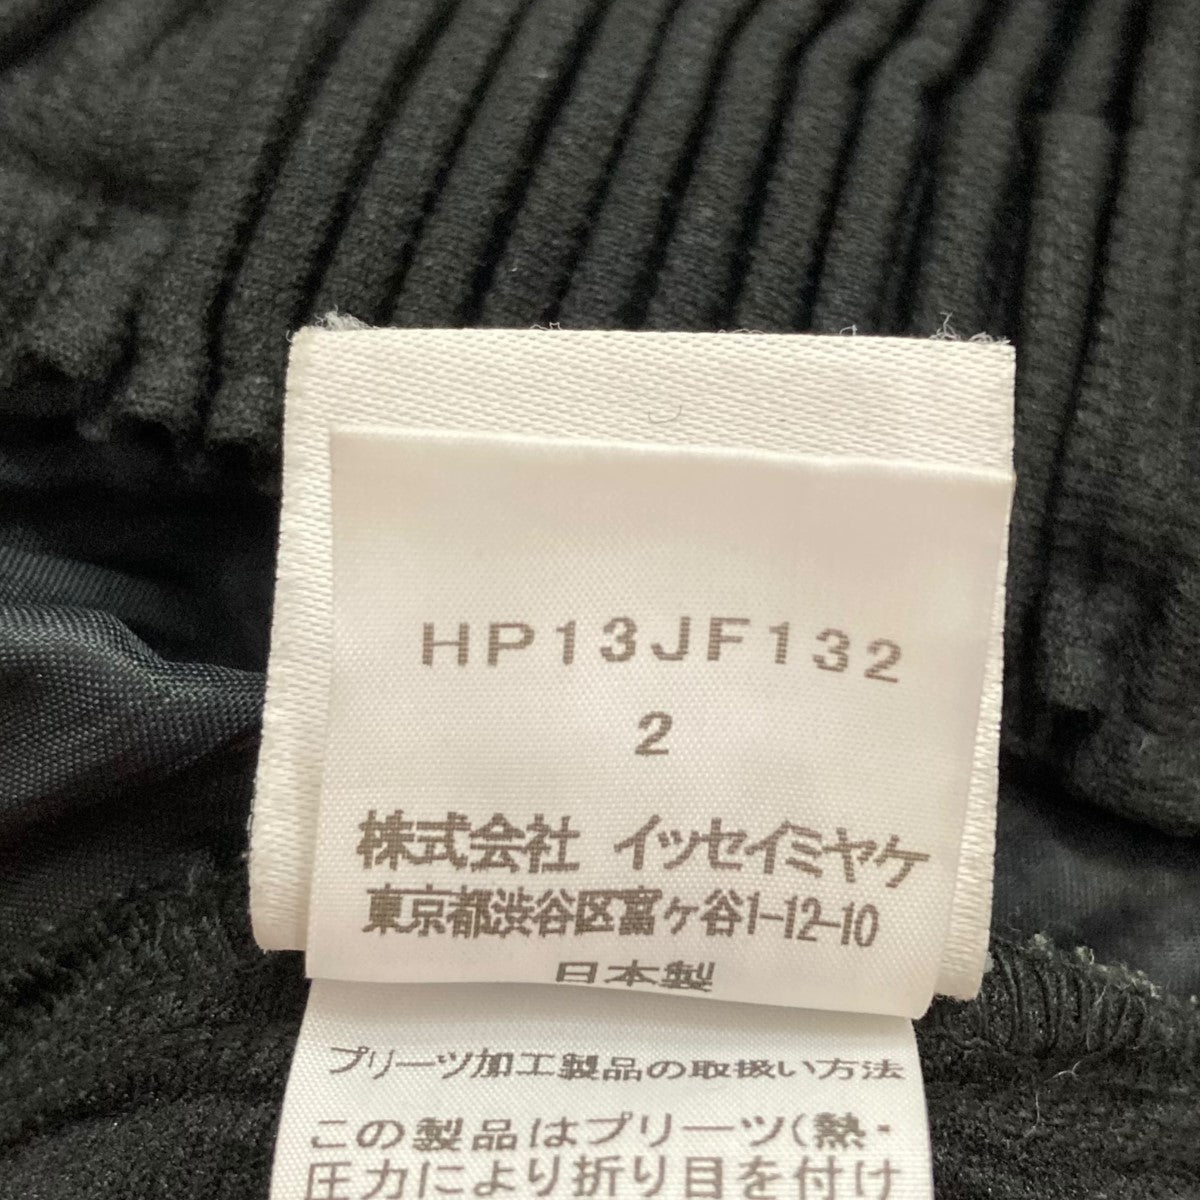 HP13JF132
2
株式会社 イッセイミヤケ
東京都渋谷区富ヶ谷1-12-10
日本製
プリーツ加工製品の取扱い方法
この製品はプリーツ(熱・
圧力により折り目を付け